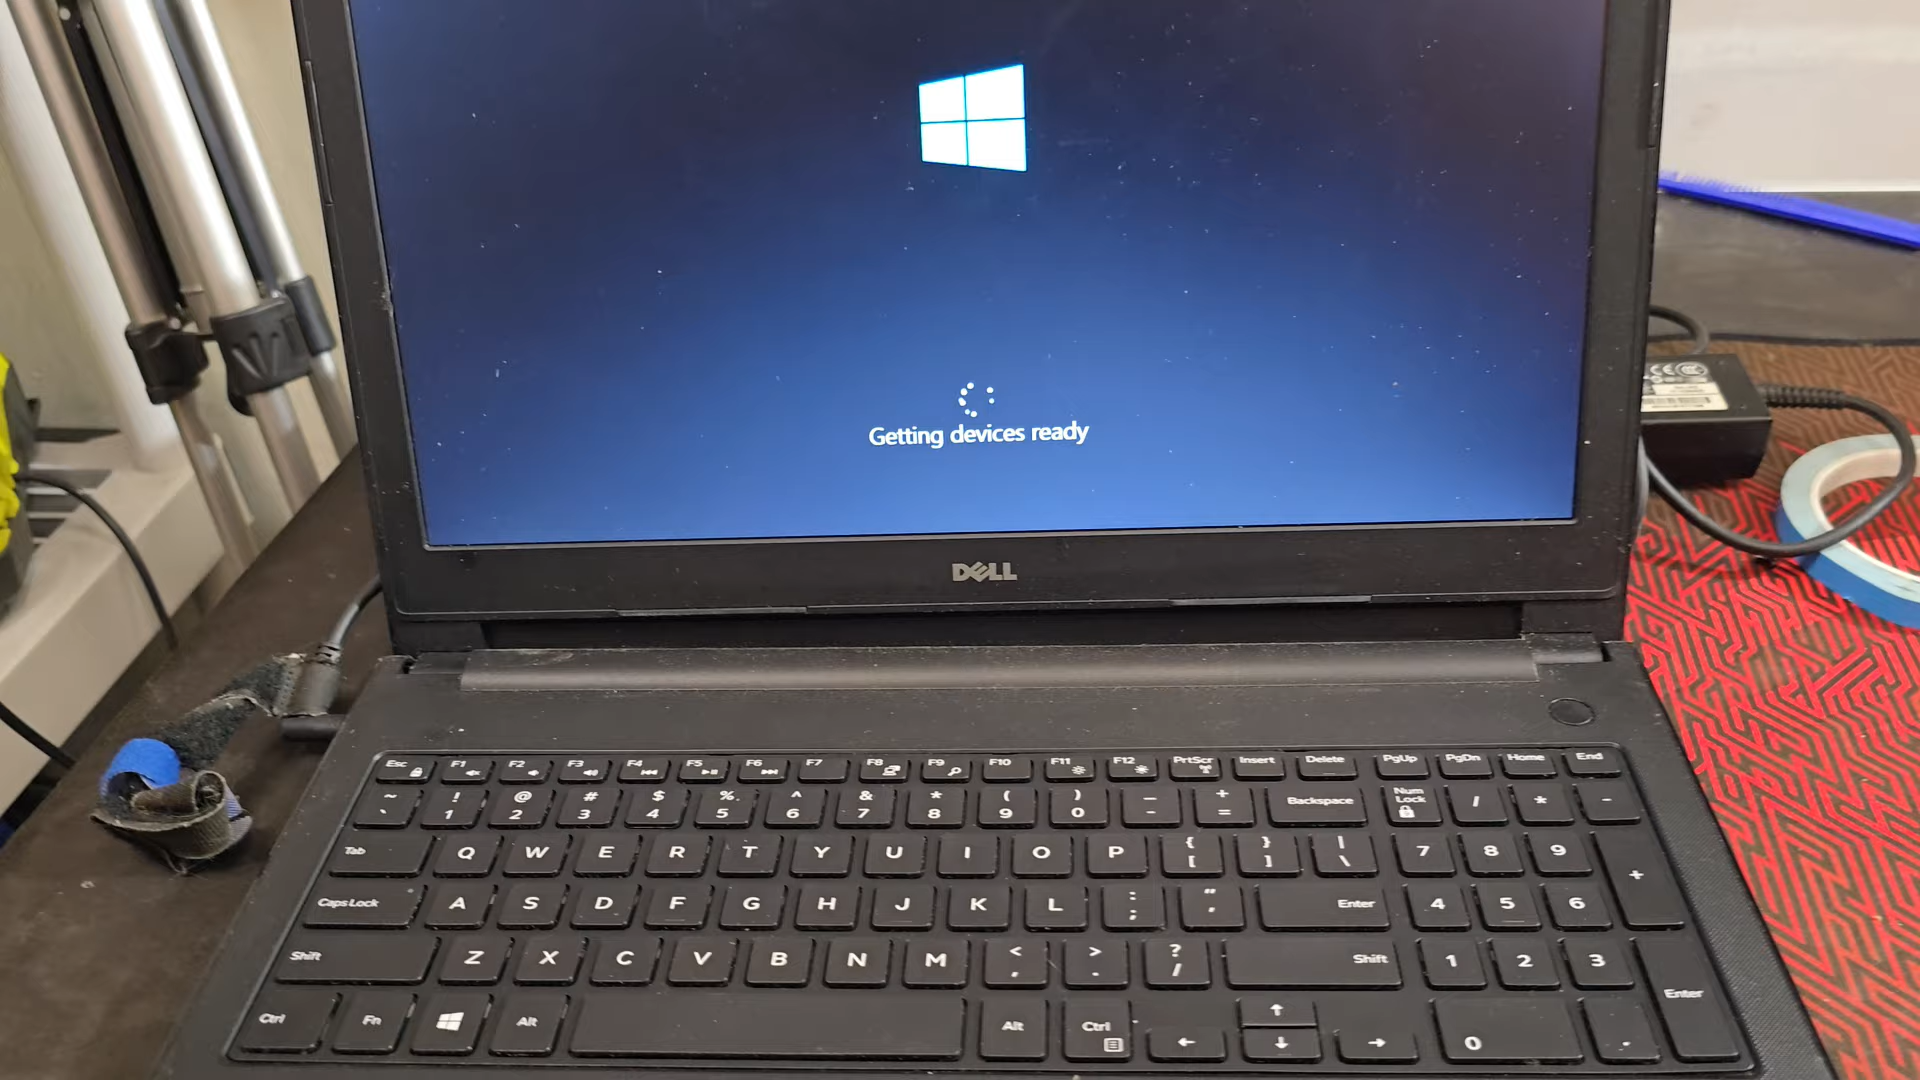 Getting devices ready
DELL
Esc F1 F2 F3 F4 F5 F6 F7 F8 F9 F10 F11 F12 PrtScr Insert Delete PgUp PgDn Home End
~ ! @ # $ % ^ & * ( ) _ + Num
` 1 2 3 4 5 6 7 8 9 0 - = Backspace Lock / * -
Tab Q W E R T Y U I O P { [ } ] | \ 7 8 9 +
Caps Lock A S D F G H J K L : ; " ' Enter 4 5 6
Shift Z X C V B N M < , > . ? / Shift 1 2 3 Enter
Ctrl Fn Alt Alt Ctrl ← ↑ ↓ → 0 .
CE CCC